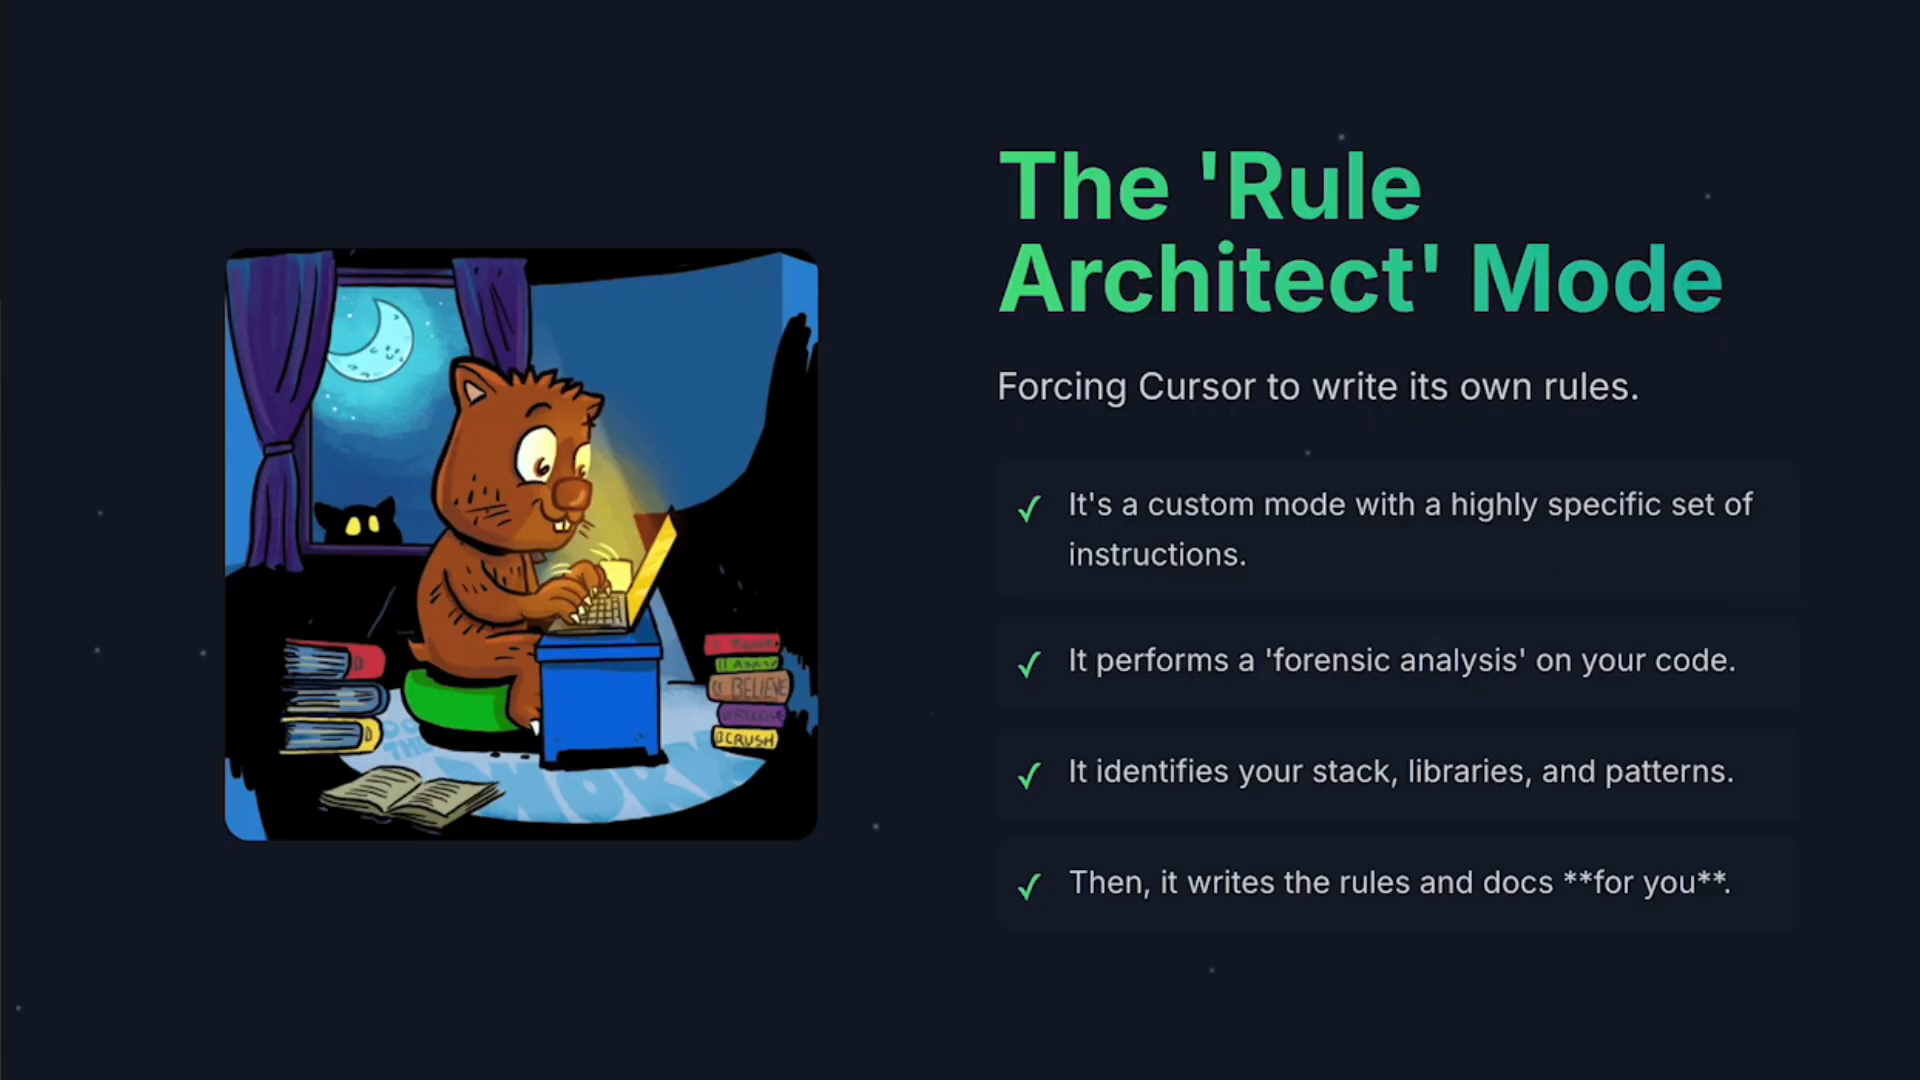 The 'Rule
Architect' Mode
Forcing Cursor to write its own rules.
✓ It's a custom mode with a highly specific set of
instructions.
✓ It performs a 'forensic analysis' on your code.
✓ It identifies your stack, libraries, and patterns.
✓ Then, it writes the rules and docs **for you**.
BELIEVE
CRUSH
THE
WORK